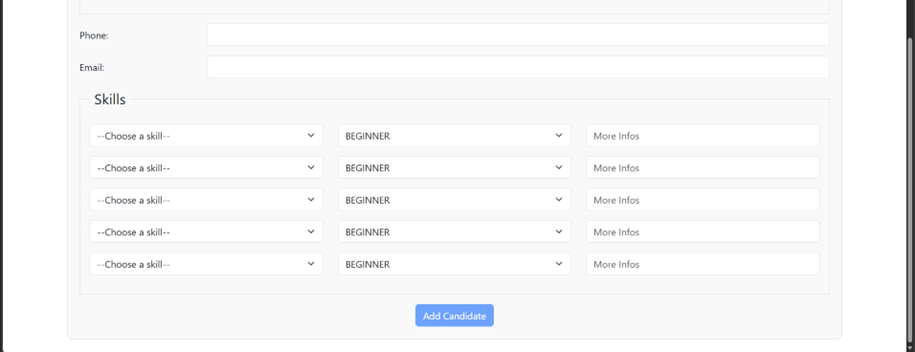 Phone:
Email:
Skills
--Choose a skill-- BEGINNER More Infos
--Choose a skill-- BEGINNER More Infos
--Choose a skill-- BEGINNER More Infos
--Choose a skill-- BEGINNER More Infos
--Choose a skill-- BEGINNER More Infos
Add Candidate